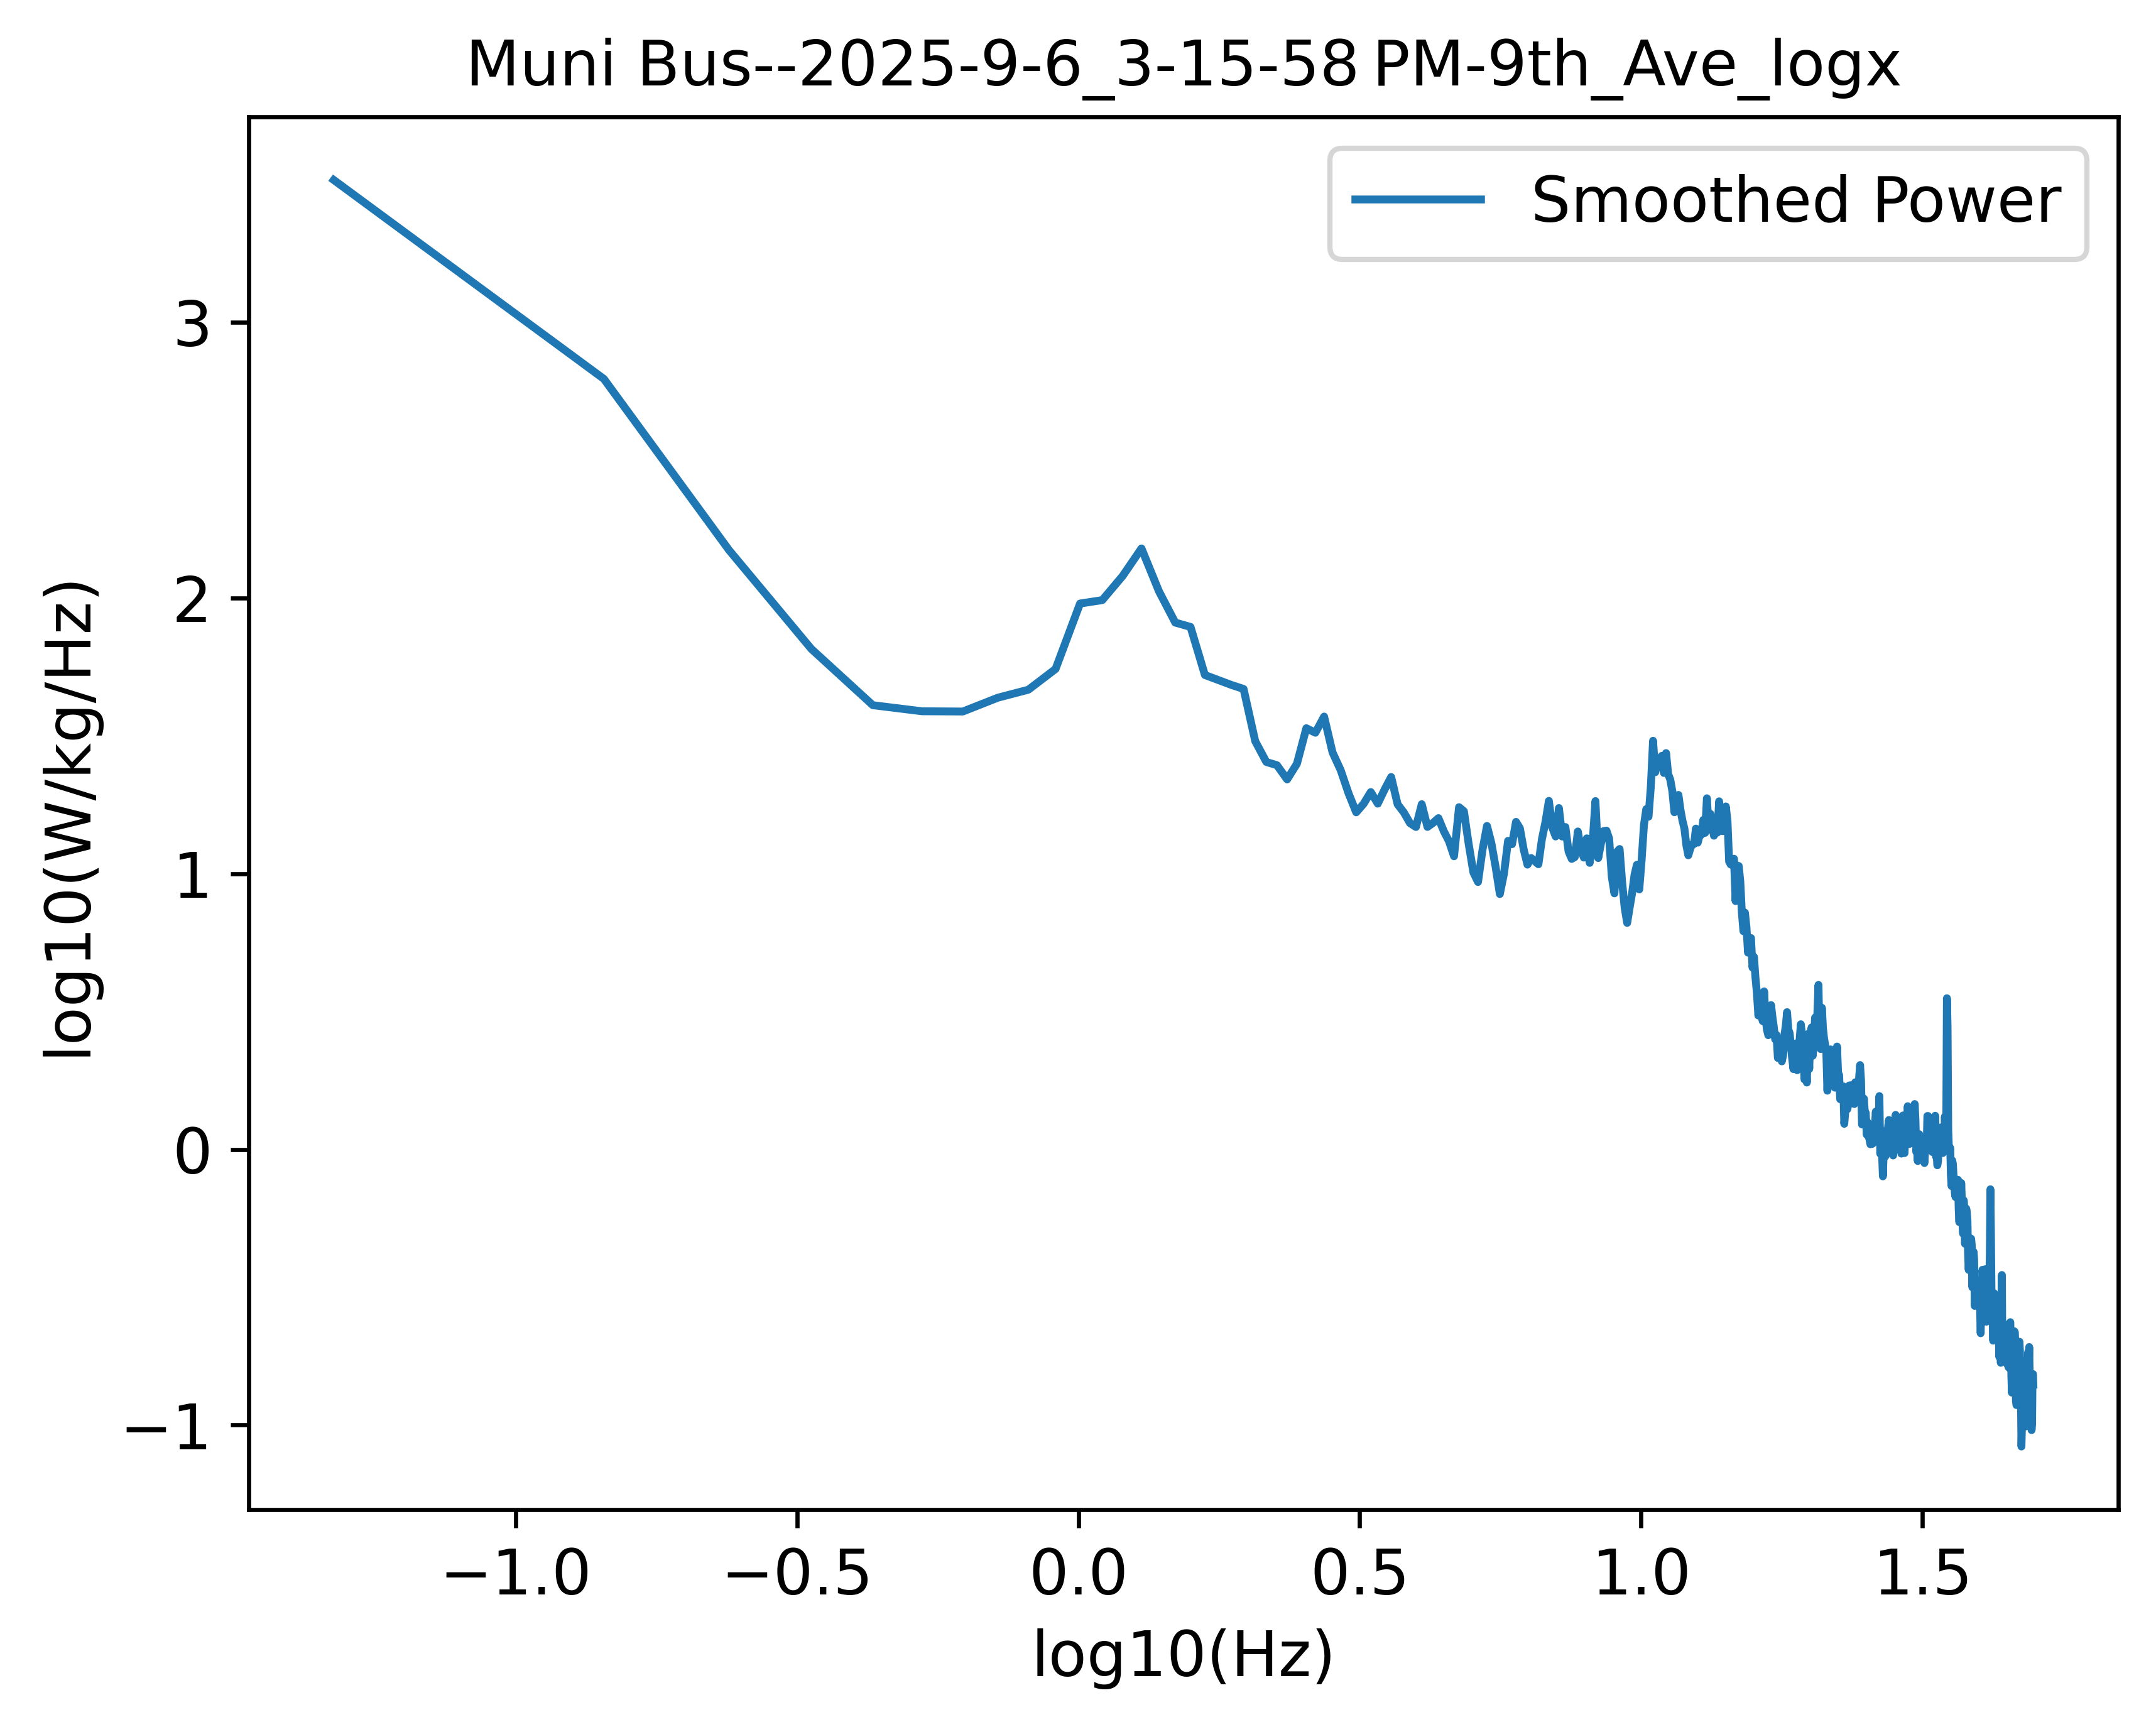 Muni Bus--2025-9-6_3-15-58 PM-9th_Ave_logx
Smoothed Power
log10(W/kg/Hz)
3
2
1
0
−1
−1.0 −0.5 0.0 0.5 1.0 1.5
log10(Hz)